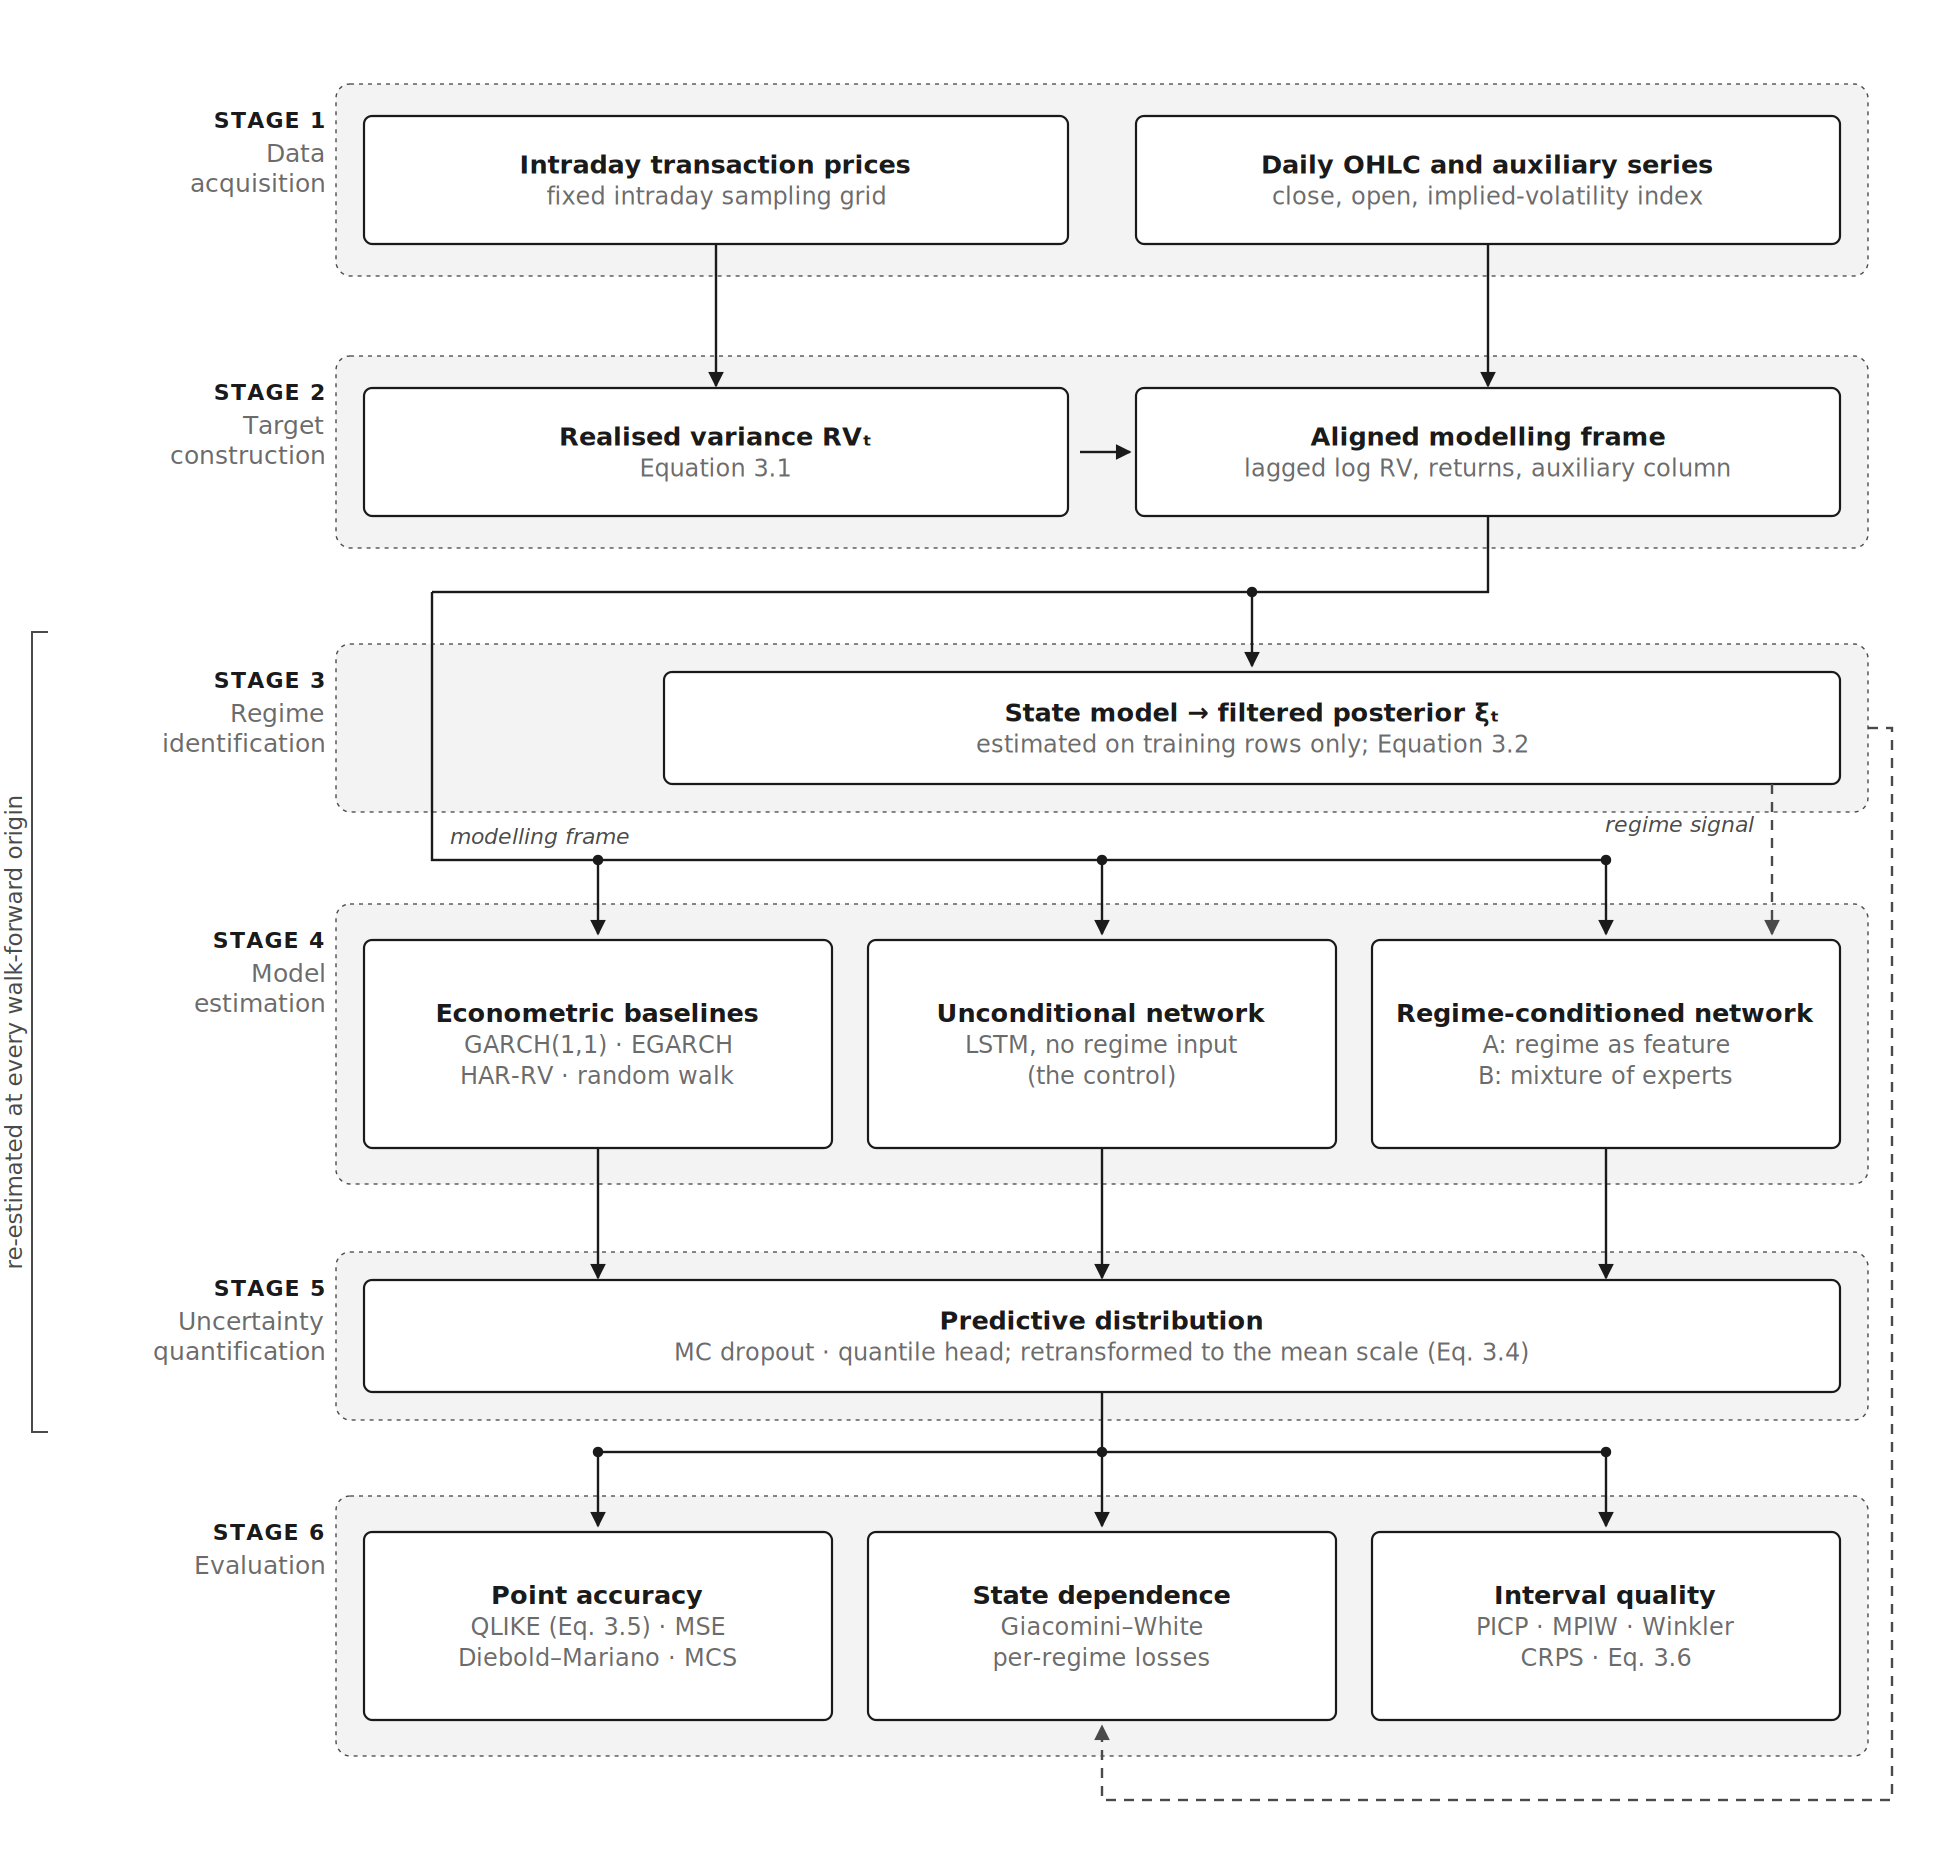 STAGE 1
Data
acquisition
Intraday transaction prices
fixed intraday sampling grid
Daily OHLC and auxiliary series
close, open, implied-volatility index
STAGE 2
Target
construction
Realised variance RVₜ
Equation 3.1
Aligned modelling frame
lagged log RV, returns, auxiliary column
re-estimated at every walk-forward origin
STAGE 3
Regime
identification
State model → filtered posterior ξₜ
estimated on training rows only; Equation 3.2
modelling frame
regime signal
STAGE 4
Model
estimation
Econometric baselines
GARCH(1,1) · EGARCH
HAR-RV · random walk
Unconditional network
LSTM, no regime input
(the control)
Regime-conditioned network
A: regime as feature
B: mixture of experts
STAGE 5
Uncertainty
quantification
Predictive distribution
MC dropout · quantile head; retransformed to the mean scale (Eq. 3.4)
STAGE 6
Evaluation
Point accuracy
QLIKE (Eq. 3.5) · MSE
Diebold–Mariano · MCS
State dependence
Giacomini–White
per-regime losses
Interval quality
PICP · MPIW · Winkler
CRPS · Eq. 3.6